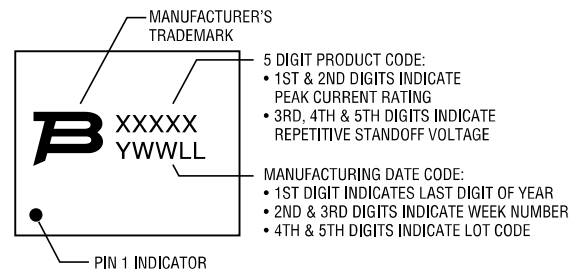 MANUFACTURER'S
TRADEMARK
5 DIGIT PRODUCT CODE:
• 1ST & 2ND DIGITS INDICATE
PEAK CURRENT RATING
• 3RD, 4TH & 5TH DIGITS INDICATE
REPETITIVE STANDOFF VOLTAGE
XXXXX
YWWLL
MANUFACTURING DATE CODE:
• 1ST DIGIT INDICATES LAST DIGIT OF YEAR
• 2ND & 3RD DIGITS INDICATE WEEK NUMBER
• 4TH & 5TH DIGITS INDICATE LOT CODE
PIN 1 INDICATOR